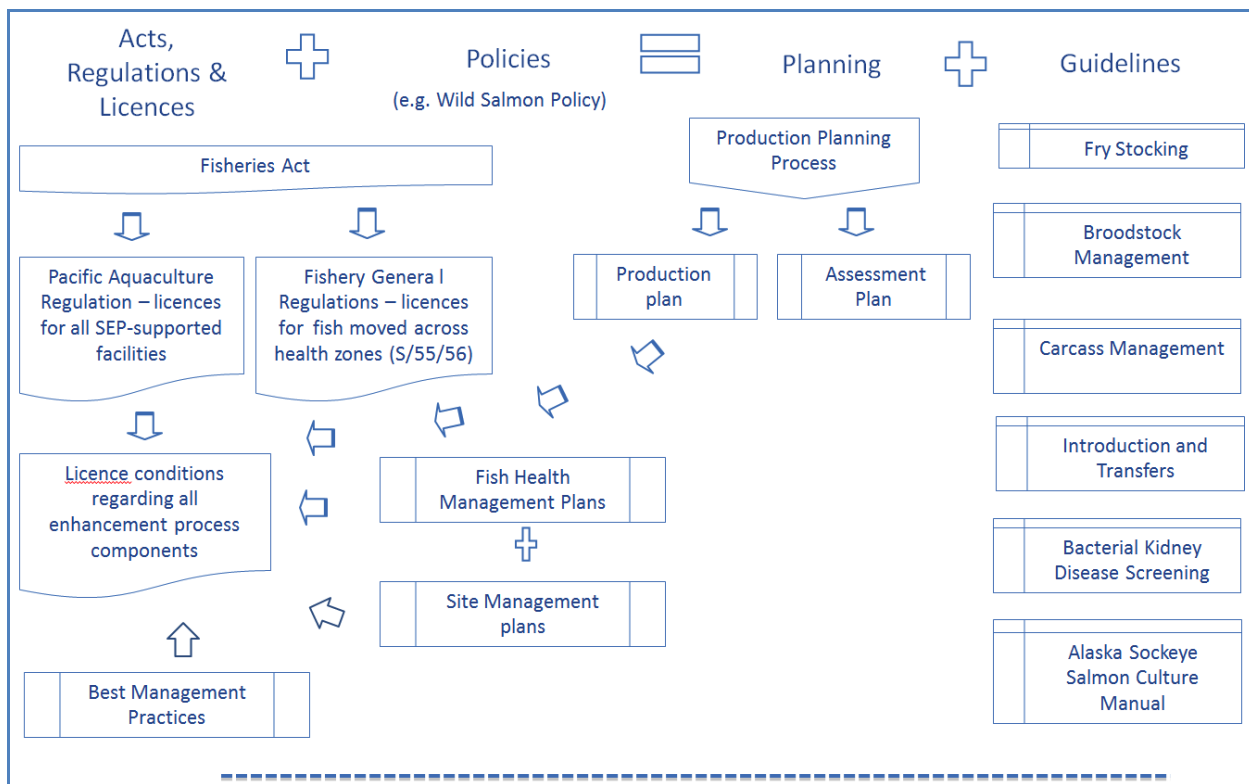 Acts,
Regulations &
Licences
Policies
(e.g. Wild Salmon Policy)
Planning
Guidelines
Fisheries Act
Pacific Aquaculture
Regulation – licences
for all SEP-supported
facilities
Fishery Genera l
Regulations – licences
for fish moved across
health zones (S/55/56)
Licence conditions
regarding all
enhancement process
components
Best Management
Practices
Production Planning
Process
Production
plan
Assessment
Plan
Fish Health
Management Plans
Site Management
plans
Fry Stocking
Broodstock
Management
Carcass Management
Introduction and
Transfers
Bacterial Kidney
Disease Screening
Alaska Sockeye
Salmon Culture
Manual